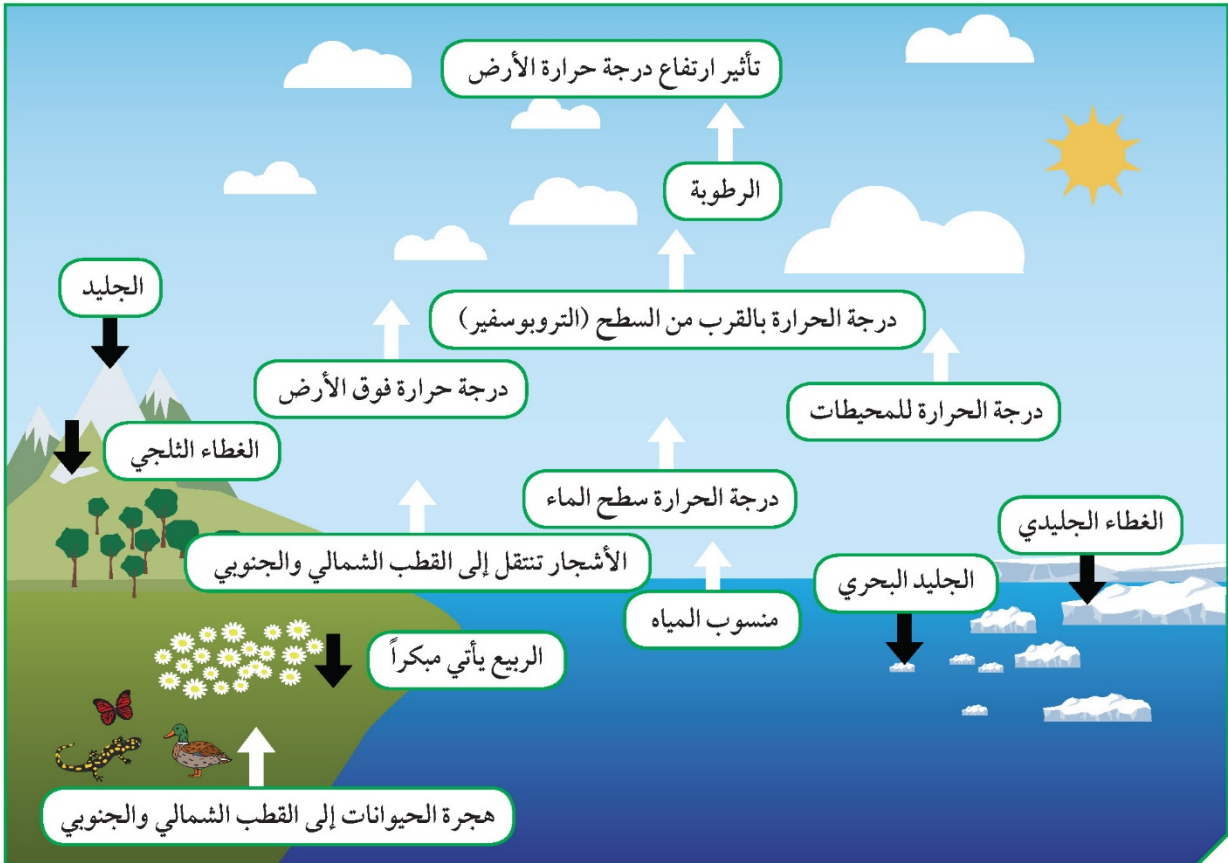 تأثير ارتفاع درجة حرارة الأرض
الرطوبة
الجليد
درجة الحرارة بالقرب من السطح (التروبوسفير)
درجة حرارة فوق الأرض
درجة الحرارة للمحيطات
الغطاء الثلجي
درجة الحرارة سطح الماء
الغطاء الجليدي
الأشجار تنتقل إلى القطب الشمالي والجنوبي
الجليد البحري
منسوب المياه
الربيع يأتي مبكراً
هجرة الحيوانات إلى القطب الشمالي والجنوبي